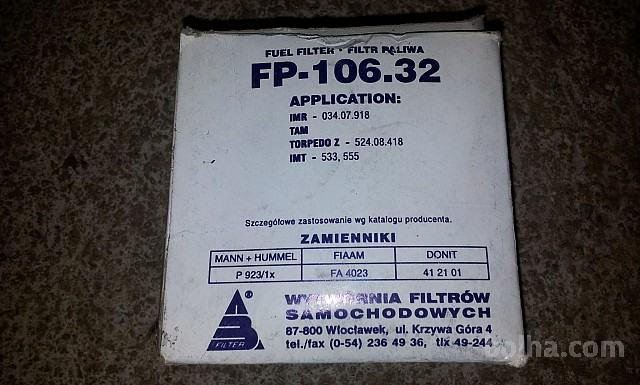 FUEL FILTER · FILTR PALIWA
FP-106.32
APPLICATION:
IMR - 034.07.918
TAM
TORPEDO Z - 524.08.418
IMT - 533, 555
Szczegółowe zastosowanie wg katalogu producenta.
ZAMIENNIKI
MANN + HUMMEL FIAAM DONIT
P 923/1x FA 4023 41 21 01
B ®
FILTER
WYTWÓRNIA FILTRÓW
SAMOCHODOWYCH
87-800 Włocławek, ul. Krzywa Góra 4
tel./fax (0-54) 236 49 36, tlx 49-244
bolha.com